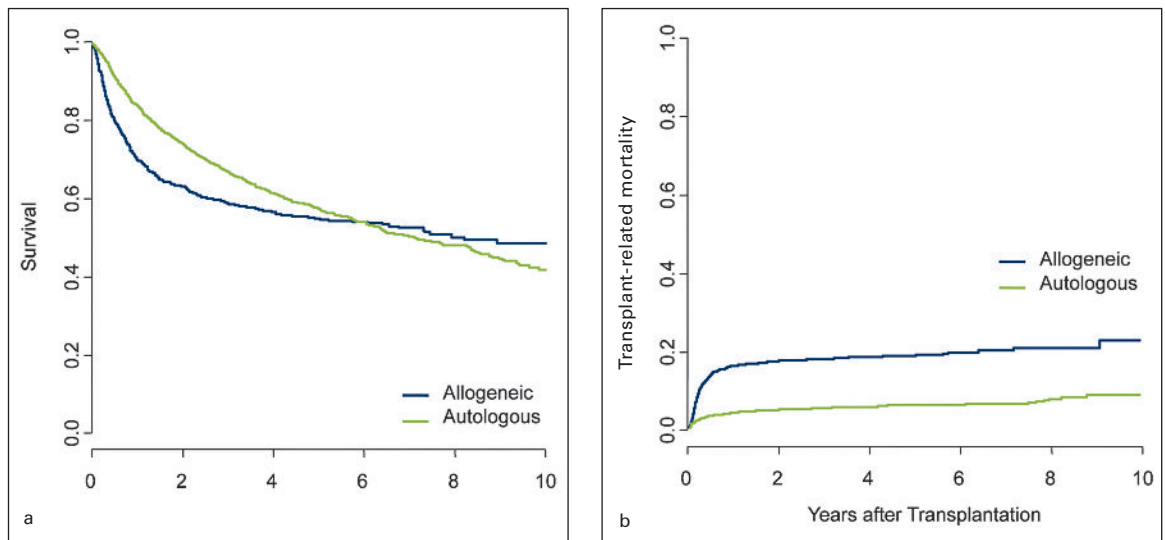 Survival
1.0
0.8
0.6
0.4
0.2
0.0
Allogeneic
Autologous
0 2 4 6 8 10
a
Transplant-related mortality
1.0
0.8
0.6
0.4
0.2
0.0
Allogeneic
Autologous
0 2 4 6 8 10
Years after Transplantation
b